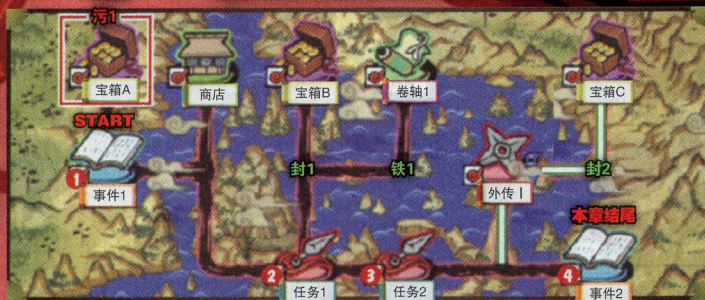 污1
宝箱A
商店
宝箱B
卷轴1
宝箱C
START
1
事件1
封1
铁1
外传Ⅰ
封2
本章结尾
2
任务1
3
任务2
4
事件2